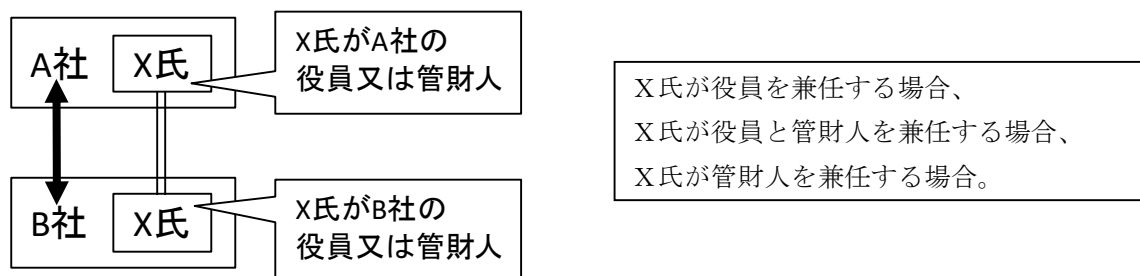 A社
X氏
X氏がA社の
役員又は管財人
B社
X氏
X氏がB社の
役員又は管財人
X氏が役員を兼任する場合、
X氏が役員と管財人を兼任する場合、
X氏が管財人を兼任する場合。